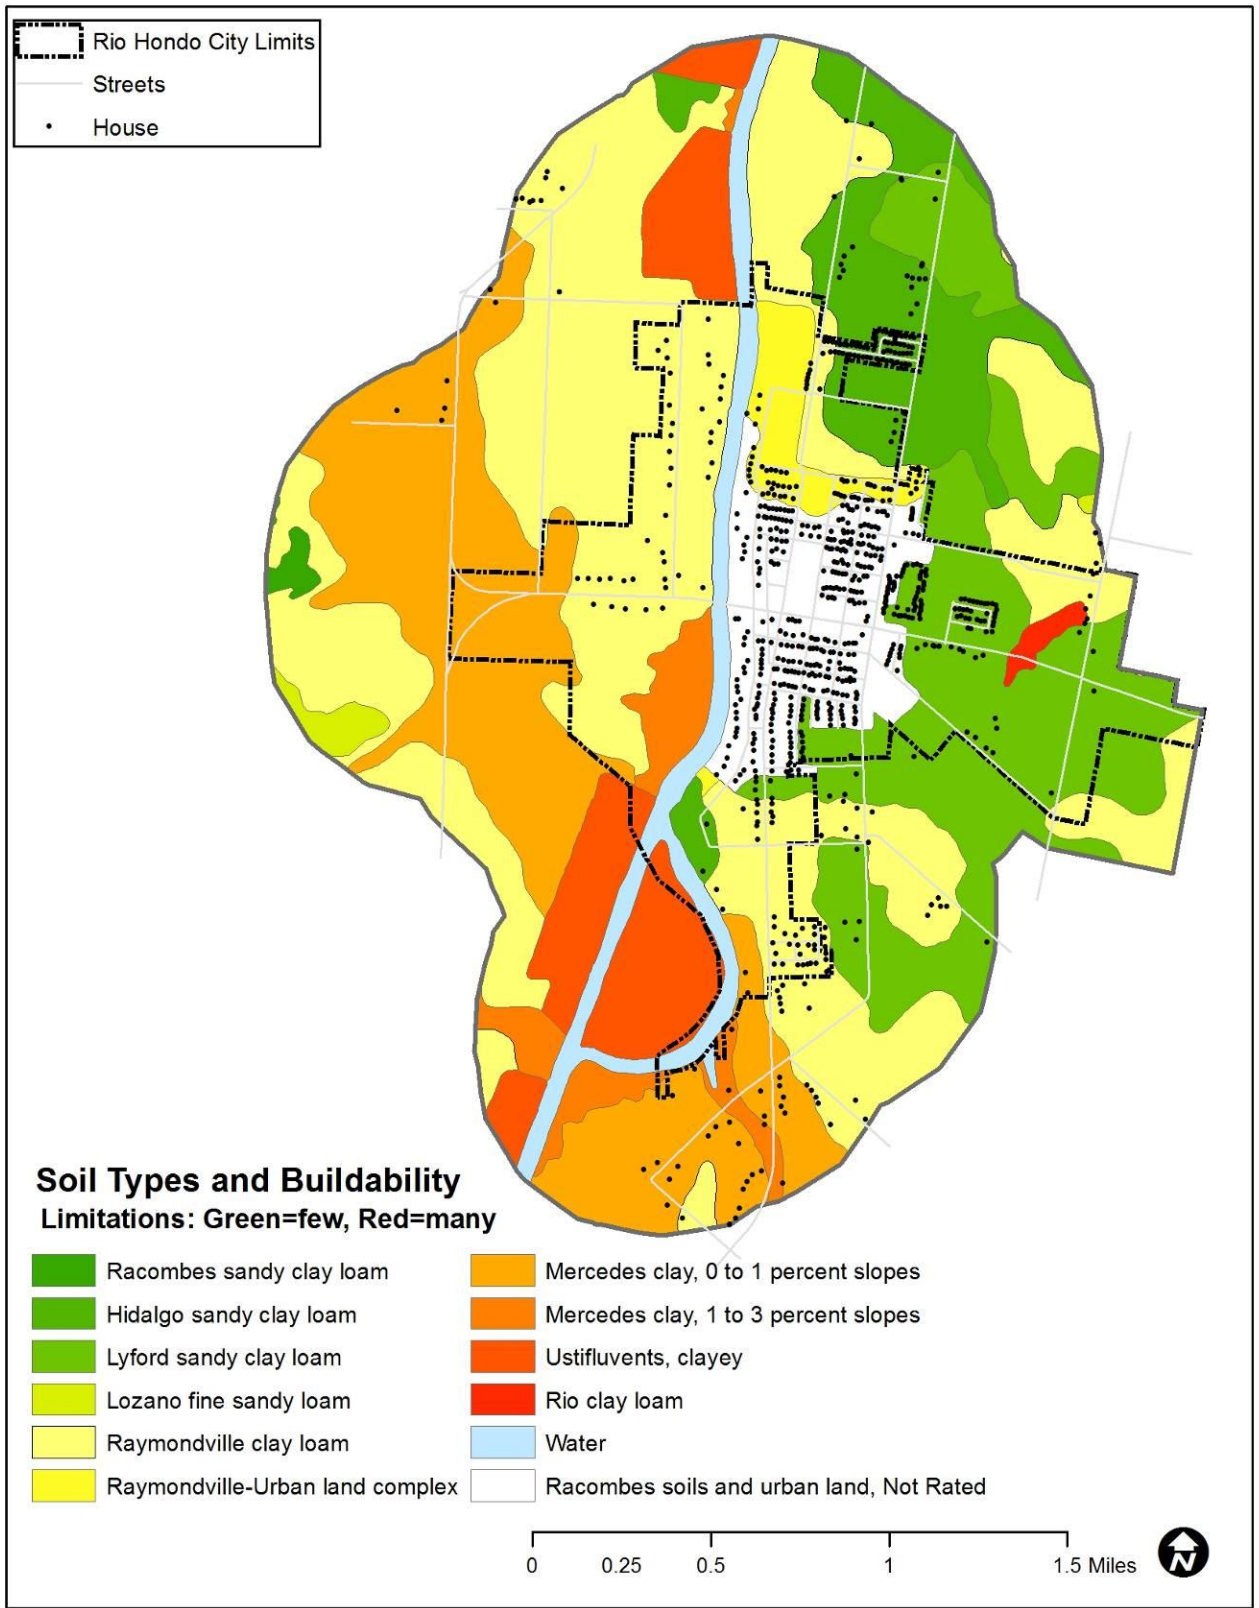 Rio Hondo City Limits
Streets
House
Soil Types and Buildability
Limitations: Green=few, Red=many
Racombes sandy clay loam
Hidalgo sandy clay loam
Lyford sandy clay loam
Lozano fine sandy loam
Raymondville clay loam
Raymondville-Urban land complex
Mercedes clay, 0 to 1 percent slopes
Mercedes clay, 1 to 3 percent slopes
Ustifluvents, clayey
Rio clay loam
Water
Racombes soils and urban land, Not Rated
0 0.25 0.5 1 1.5 Miles
N